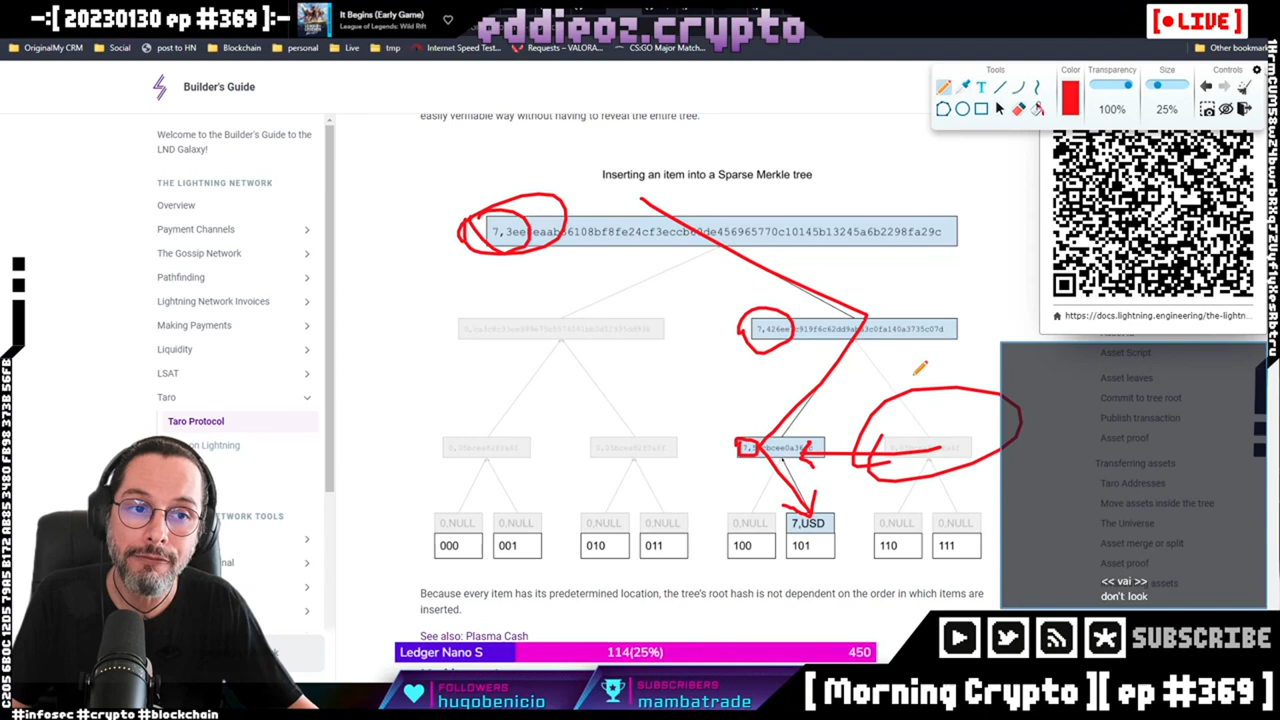 -:[ 20230130 ep #369 ]:-
It Begins (Early Game)
League of Legends: Wild Rift
eddieoz.crypto
[● LIVE]
OriginalMy CRM
Social
post to HN
Blockchain
personal
Live
tmp
Internet Speed Test...
Requests – VALORA...
CS:GO Major Match...
Other bookmark
Builder's Guide
Tools
Color
Transparency
Size
Controls
100%
25%
easily verifiable way without having to reveal the entire tree.
Welcome to the Builder's Guide to the
LND Galaxy!
THE LIGHTNING NETWORK
Overview
Payment Channels
The Gossip Network
Pathfinding
Lightning Network Invoices
Making Payments
Liquidity
LSAT
Taro
Taro Protocol
on Lightning
NETWORK TOOLS
Inserting an item into a Sparse Merkle tree
0,NULL
0,NULL
0,NULL
0,NULL
0,NULL
7,USD
0,NULL
0,NULL
000
001
010
011
100
101
110
111
Because every item has its predetermined location, the tree's root hash is not dependent on the order in which items are
inserted.
See also: Plasma Cash
https://docs.lightning.engineering/the-lightn...
Asset Script
Asset leaves
Commit to tree root
Publish transaction
Asset proof
Transferring assets
Taro Addresses
Move assets inside the tree
The Universe
Asset merge or split
Asset proof
<< vai >>
don't look
Ledger Nano S
114(25%)
450
FOLLOWERS
hugobenicio
SUBSCRIBERS
mambatrade
SUBSCRIBE
[ Morning Crypto ][ ep #369 ]
#infosec #crypto #blockchain